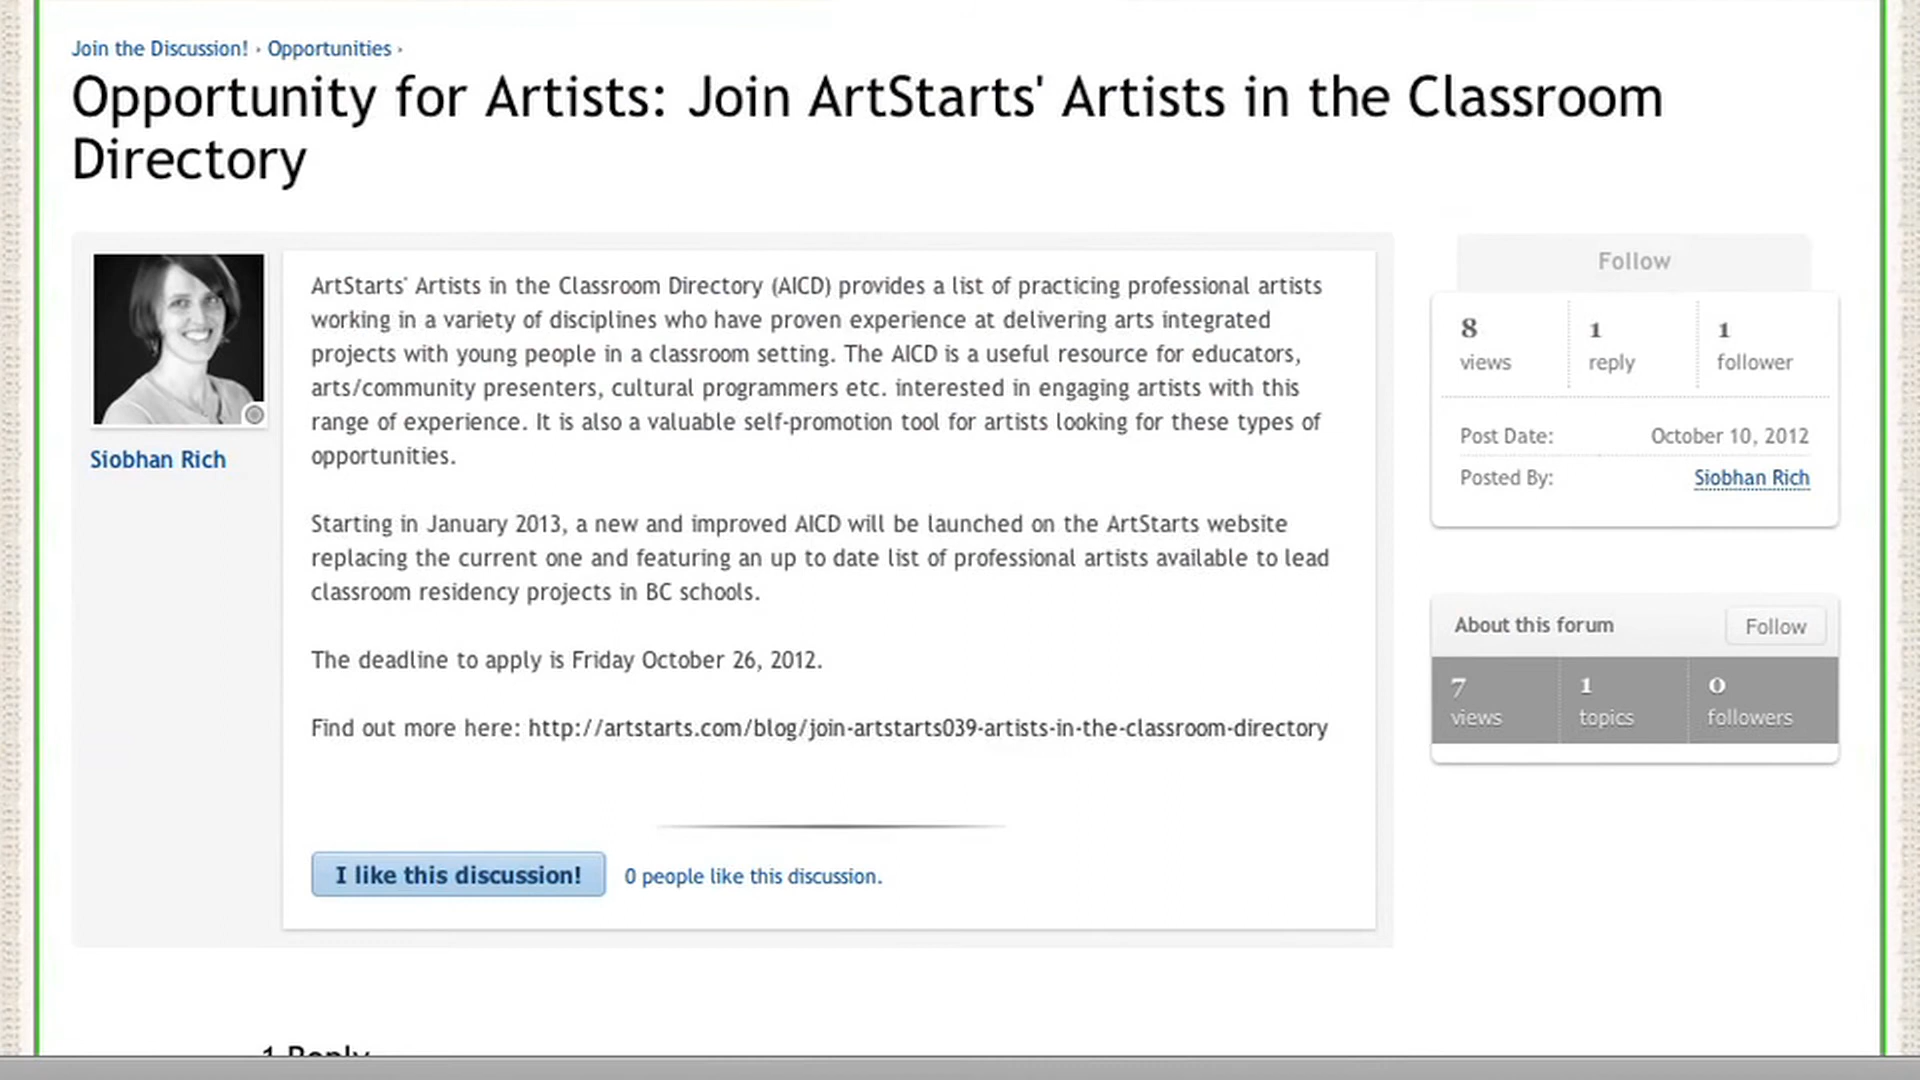 Join the Discussion! › Opportunities ›
Opportunity for Artists: Join ArtStarts' Artists in the Classroom
Directory
Siobhan Rich
ArtStarts' Artists in the Classroom Directory (AICD) provides a list of practicing professional artists
working in a variety of disciplines who have proven experience at delivering arts integrated
projects with young people in a classroom setting. The AICD is a useful resource for educators,
arts/community presenters, cultural programmers etc. interested in engaging artists with this
range of experience. It is also a valuable self-promotion tool for artists looking for these types of
opportunities.
Starting in January 2013, a new and improved AICD will be launched on the ArtStarts website
replacing the current one and featuring an up to date list of professional artists available to lead
classroom residency projects in BC schools.
The deadline to apply is Friday October 26, 2012.
Find out more here: http://artstarts.com/blog/join-artstarts039-artists-in-the-classroom-directory
I like this discussion! 0 people like this discussion.
Follow
8 1 1
views reply follower
Post Date: October 10, 2012
Posted By: Siobhan Rich
About this forum Follow
7 1 0
views topics followers
1 Reply